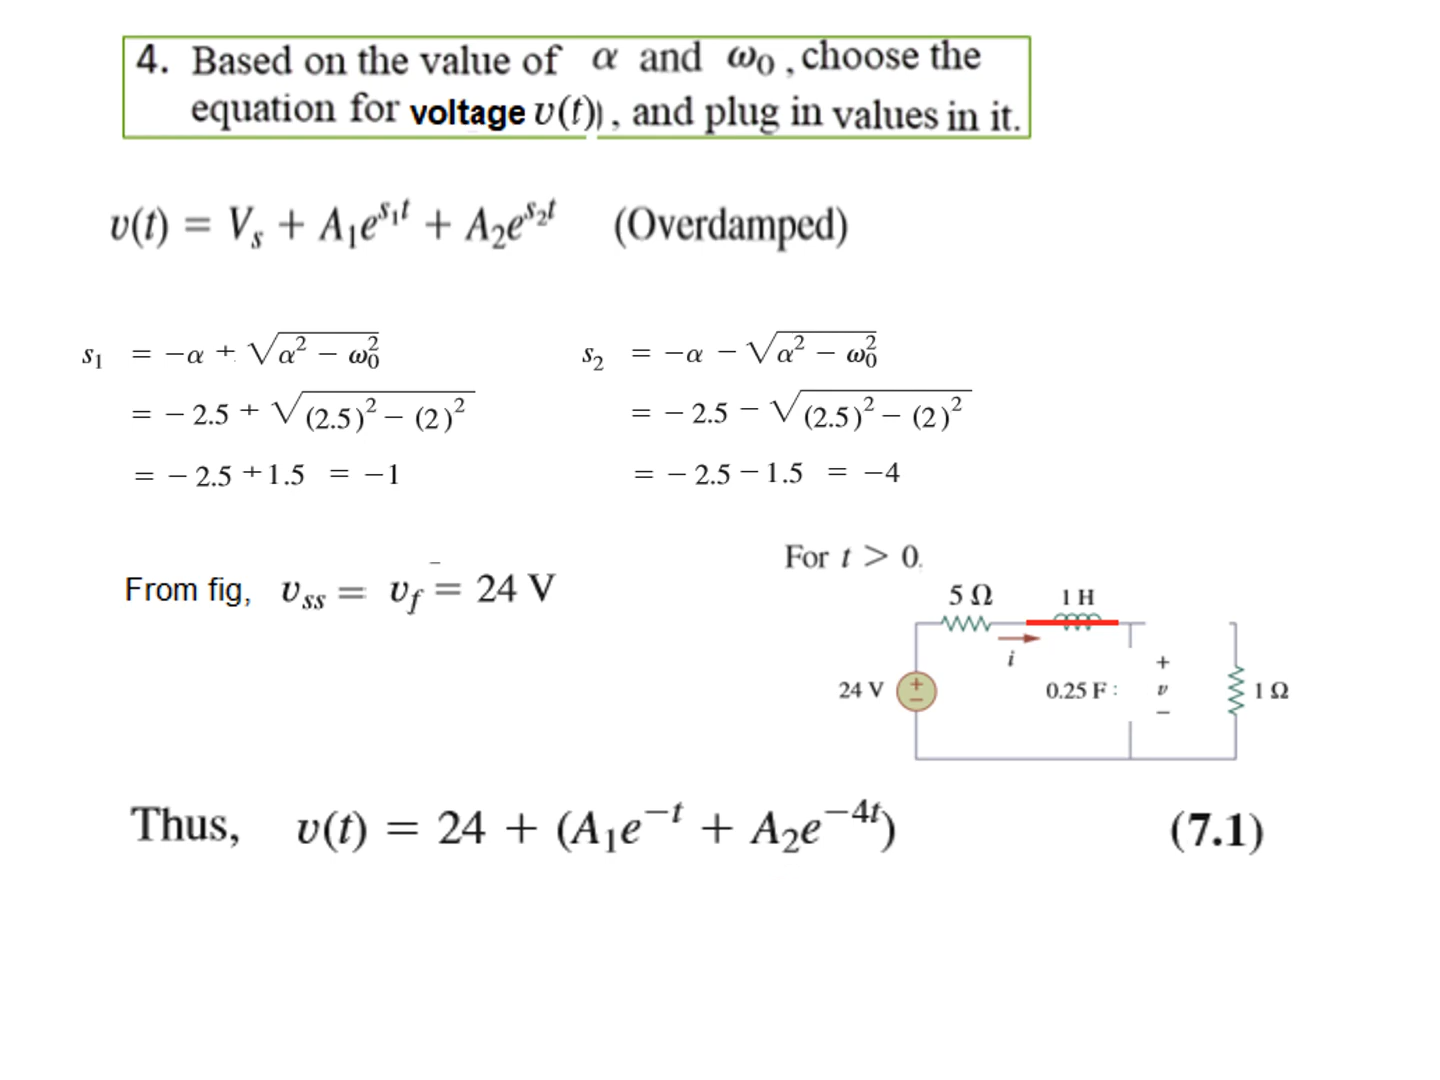 4. Based on the value of α and ω0 , choose the
equation for voltage v(t)) , and plug in values in it.
v(t) = Vs + A1e^s1t + A2e^s2t (Overdamped)
s1 = −α + √α² − ω0²
= − 2.5 + √(2.5)² − (2)²
= − 2.5 + 1.5 = −1
s2 = −α − √α² − ω0²
= − 2.5 − √(2.5)² − (2)²
= − 2.5 − 1.5 = −4
From fig, vss = vf = 24 V
For t > 0.
5 Ω 1 H
i
24 V + − 0.25 F : + v − 1 Ω
Thus, v(t) = 24 + (A1e^−t + A2e^−4t) (7.1)